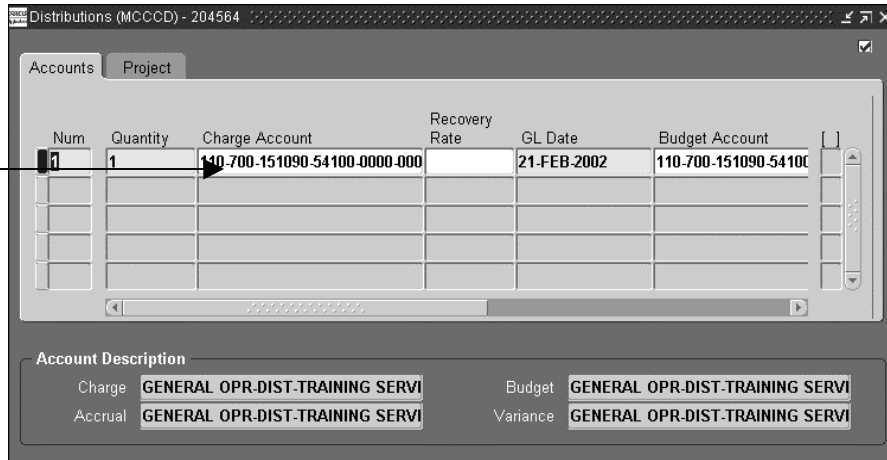 Distributions (MCCCD) - 204564
Accounts Project
Num Quantity Charge Account Recovery Rate GL Date Budget Account [ ]
1 1 110-700-151090-54100-0000-000 21-FEB-2002 110-700-151090-54100
Account Description
Charge GENERAL OPR-DIST-TRAINING SERVI Budget GENERAL OPR-DIST-TRAINING SERVI
Accrual GENERAL OPR-DIST-TRAINING SERVI Variance GENERAL OPR-DIST-TRAINING SERVI